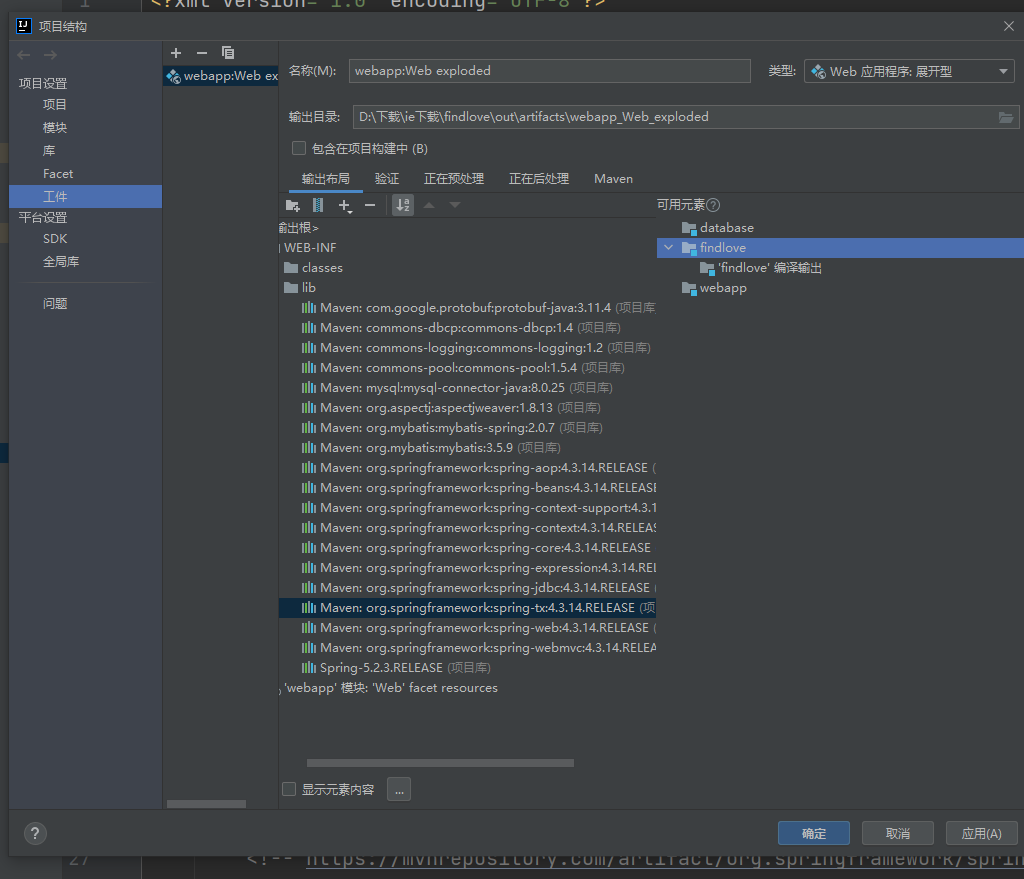 1 <?xml version="1.0" encoding="UTF-8"?>
项目结构
项目设置
项目
模块
库
Facet
工件
平台设置
SDK
全局库
问题
webapp:Web ex
名称(M): webapp:Web exploded
类型: Web 应用程序: 展开型
输出目录: D:\下载\ie下载\findlove\out\artifacts\webapp_Web_exploded
包含在项目构建中 (B)
输出布局 验证 正在预处理 正在后处理 Maven
输出根>
WEB-INF
classes
lib
Maven: com.google.protobuf:protobuf-java:3.11.4 (项目库
Maven: commons-dbcp:commons-dbcp:1.4 (项目库)
Maven: commons-logging:commons-logging:1.2 (项目库)
Maven: commons-pool:commons-pool:1.5.4 (项目库)
Maven: mysql:mysql-connector-java:8.0.25 (项目库)
Maven: org.aspectj:aspectjweaver:1.8.13 (项目库)
Maven: org.mybatis:mybatis-spring:2.0.7 (项目库)
Maven: org.mybatis:mybatis:3.5.9 (项目库)
Maven: org.springframework:spring-aop:4.3.14.RELEASE (
Maven: org.springframework:spring-beans:4.3.14.RELEASE
Maven: org.springframework:spring-context-support:4.3.1
Maven: org.springframework:spring-context:4.3.14.RELEAS
Maven: org.springframework:spring-core:4.3.14.RELEASE
Maven: org.springframework:spring-expression:4.3.14.REL
Maven: org.springframework:spring-jdbc:4.3.14.RELEASE (
Maven: org.springframework:spring-tx:4.3.14.RELEASE (项
Maven: org.springframework:spring-web:4.3.14.RELEASE (
Maven: org.springframework:spring-webmvc:4.3.14.RELEA
Spring-5.2.3.RELEASE (项目库)
'webapp' 模块: 'Web' facet resources
可用元素 ?
database
findlove
'findlove' 编译输出
webapp
显示元素内容 ...
? 确定 取消 应用(A)
27 <!-- https://mvnrepository.com/artifact/org.springframework/sprin